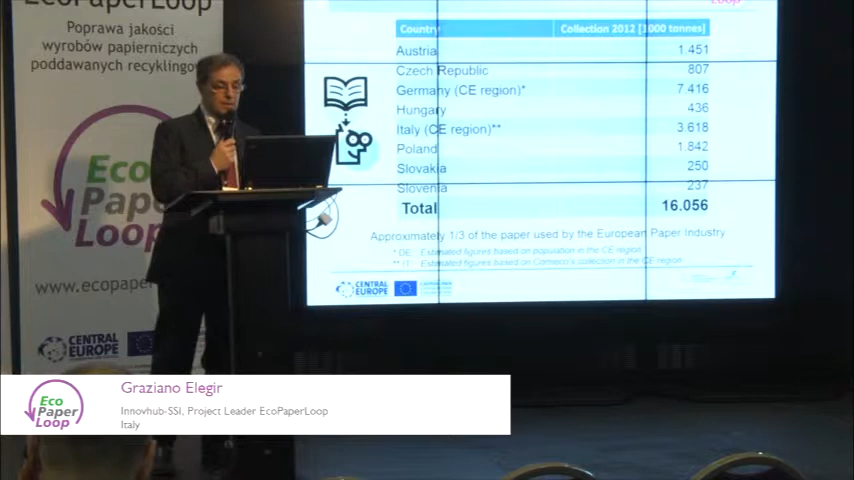 EcoPaperLoop
Poprawa jakości
wyrobów papierniczych
poddawanych recyklingow
Eco
Paper
Loop
www.ecopaper
CENTRAL
EUROPE
Loop
Country Collection 2012 [1000 tonnes]
Austria 1.451
Czech Republic 807
Germany (CE region)* 7 416
Hungary 436
Italy (CE region)** 3.618
Poland 1.842
Slovakia 250
Slovenia 237
Total 16.056
Approximately 1/3 of the paper used by the European Paper Industry
* DE: Estimated figures based on population in the CE region
** IT: Estimated figures based on Comieco's collection in the CE region
CENTRAL
EUROPE
Eco
Paper
Loop
Graziano Elegir
Innovhub-SSI, Project Leader EcoPaperLoop
Italy